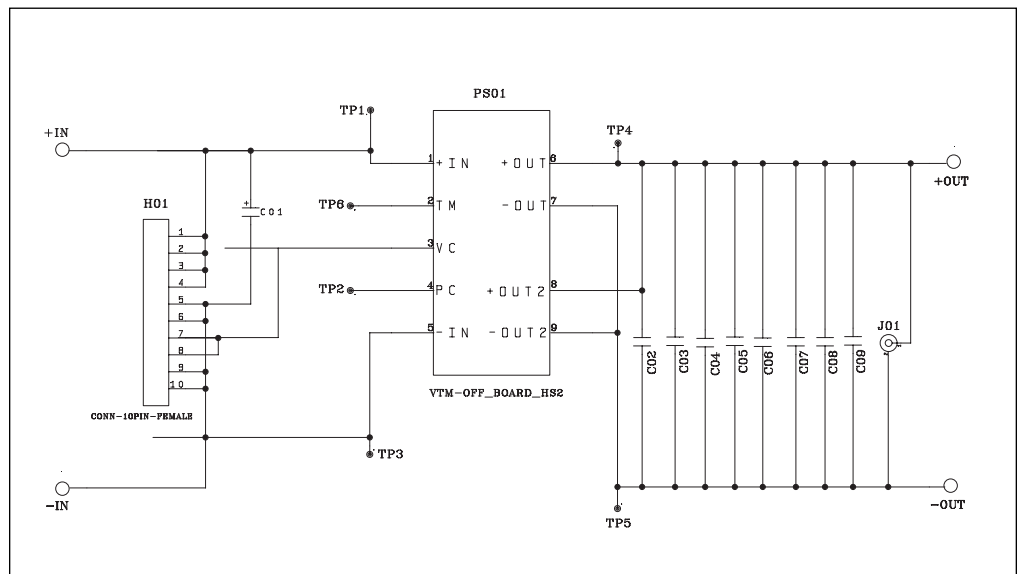 PS01
TP1
TP4
+IN
1 +IN
+OUT 6
+OUT
H01
+ C01
TP6
2 TM
-OUT 7
1
2
3
4
5
6
7
8
9
10
3 VC
TP2
4 PC
+OUT2 8
5 -IN
-OUT2 9
C02
C03
C04
C05
C06
C07
C08
C09
J01
VTM-OFF_BOARD_HS2
CONN-10PIN-FEMALE
TP3
-IN
-OUT
TP5